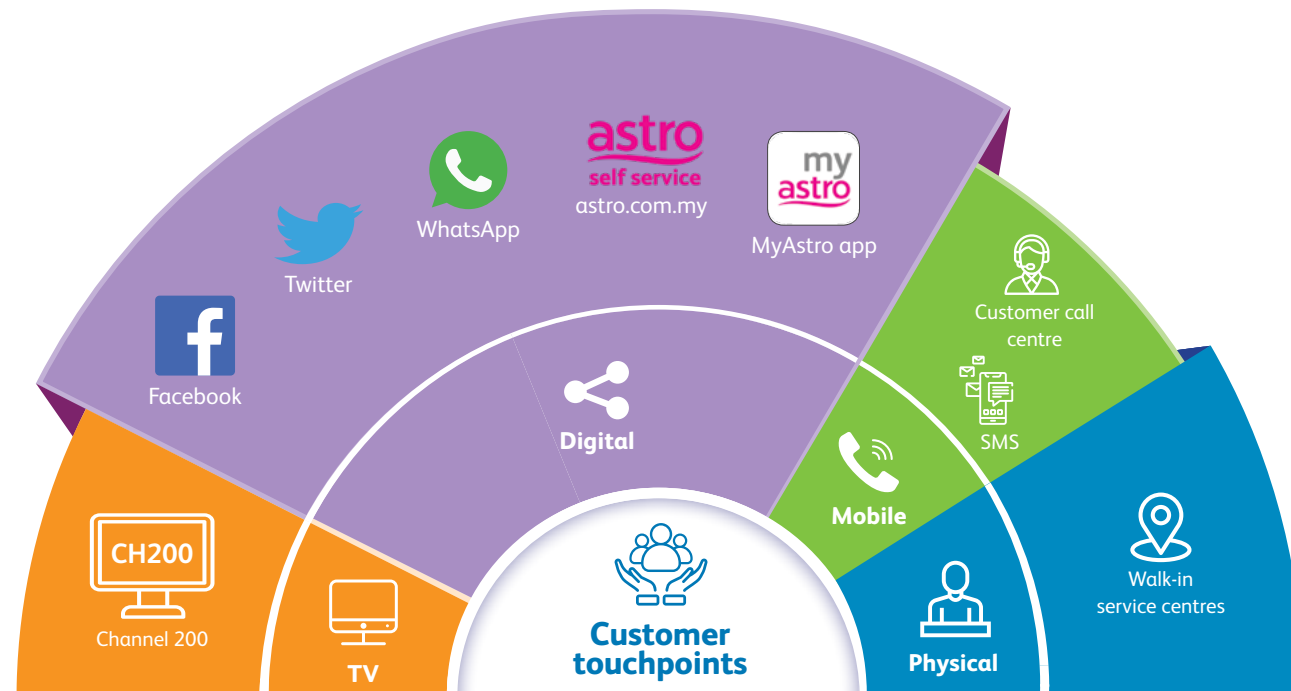 astro
self service
astro.com.my
my
astro
MyAstro app
WhatsApp
Twitter
Facebook
Customer call
centre
SMS
Digital
Mobile
CH200
Channel 200
TV
Customer
touchpoints
Physical
Walk-in
service centres